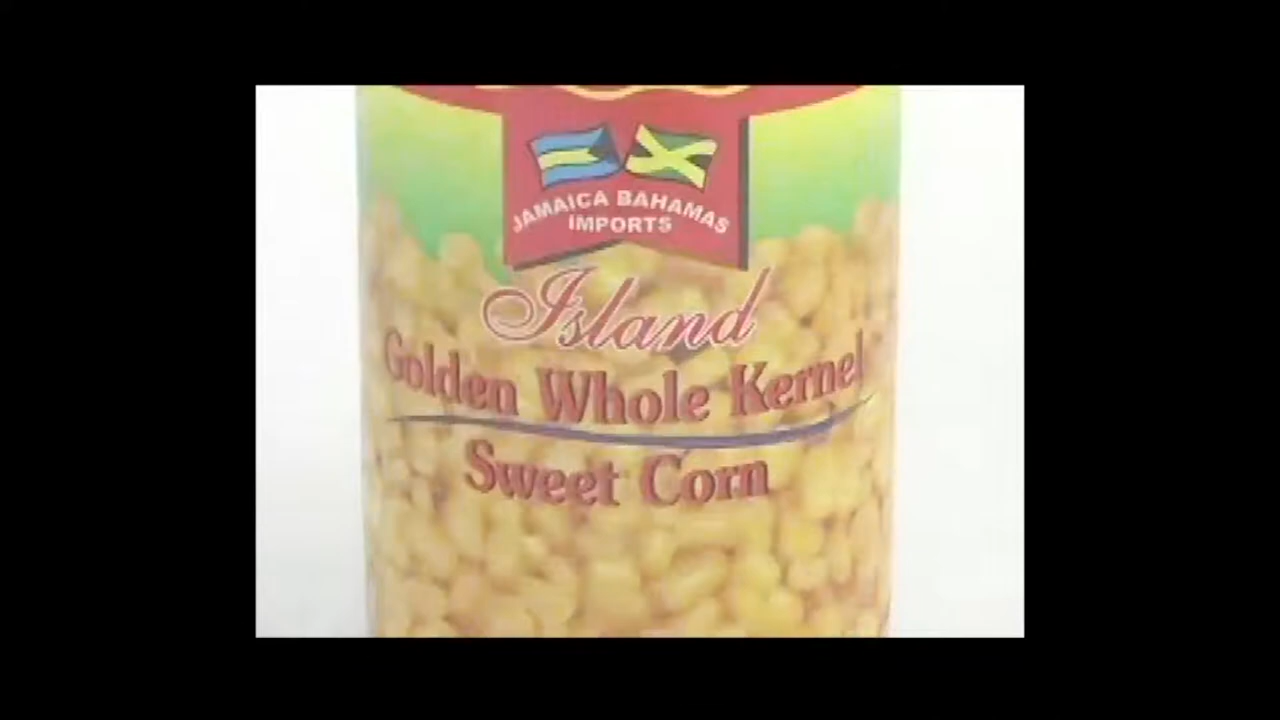 JAMAICA BAHAMAS
IMPORTS
Island
Golden Whole Kernel
Sweet Corn